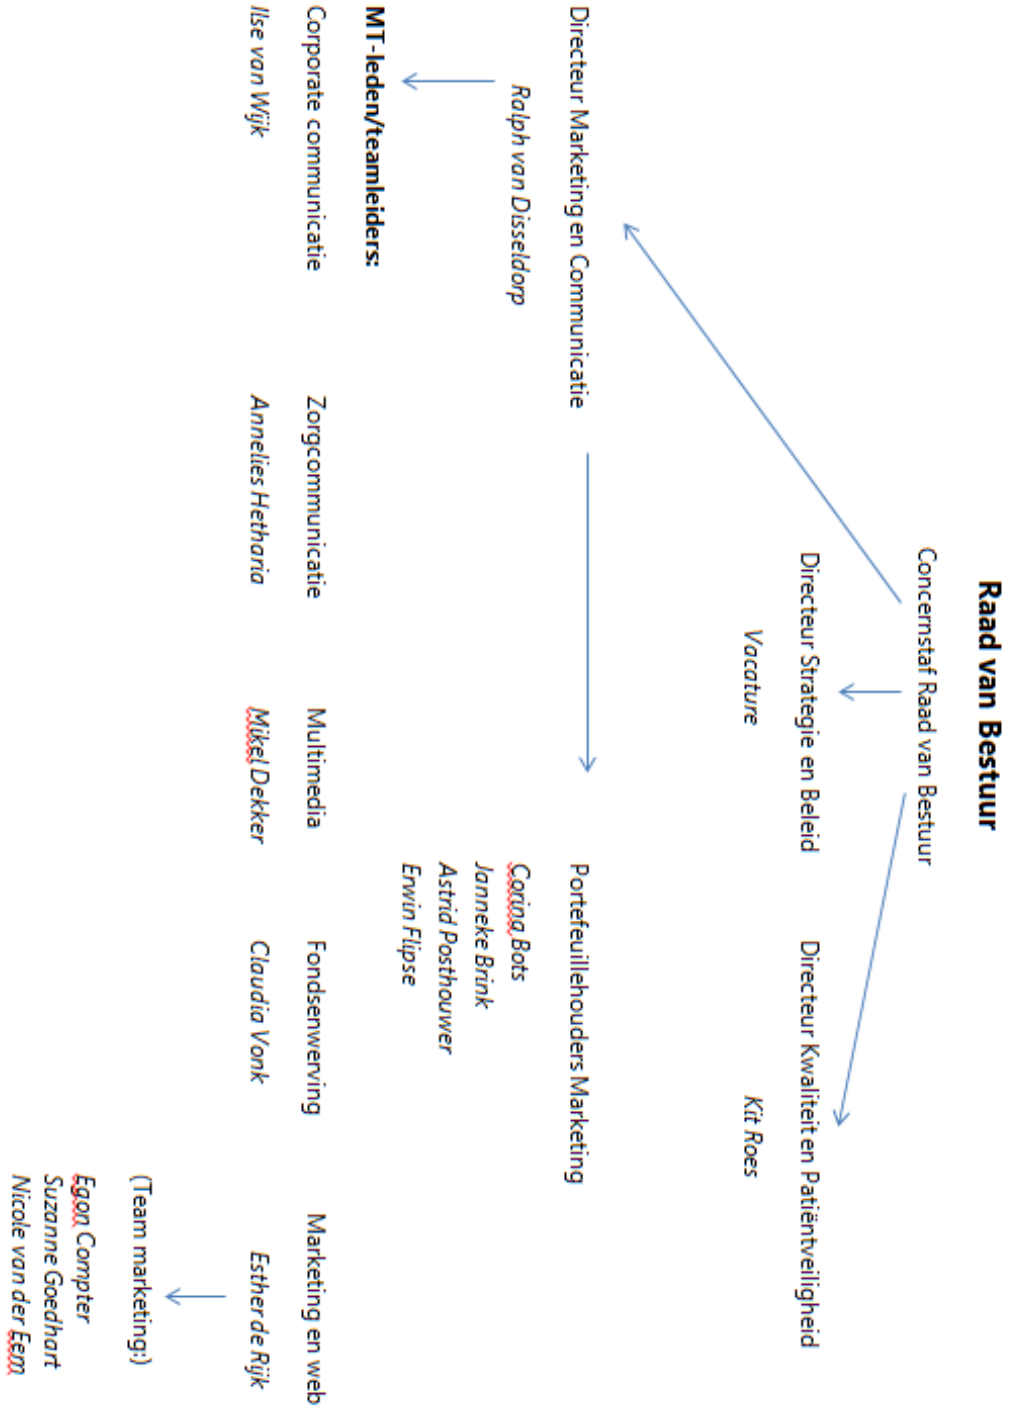 Raad van Bestuur
Concernstaf Raad van Bestuur
Directeur Strategie en Beleid
Directeur Kwaliteit en Patiëntveiligheid
Vacature
Kit Roes
Directeur Marketing en Communicatie
Portefeuillehouders Marketing
Ralph van Disseldorp
Corina Bots
Janneke Brink
Astrid Posthouwer
Erwin Flipse
MT-leden/teamleiders:
Corporate communicatie
Zorgcommunicatie
Multimedia
Fondsenwerving
Marketing en web
Ilse van Wijk
Annelies Hetharia
Mikel Dekker
Claudia Vonk
Esther de Rijk
(Team marketing:)
Egon Compter
Suzanne Goedhart
Nicole van der Eem